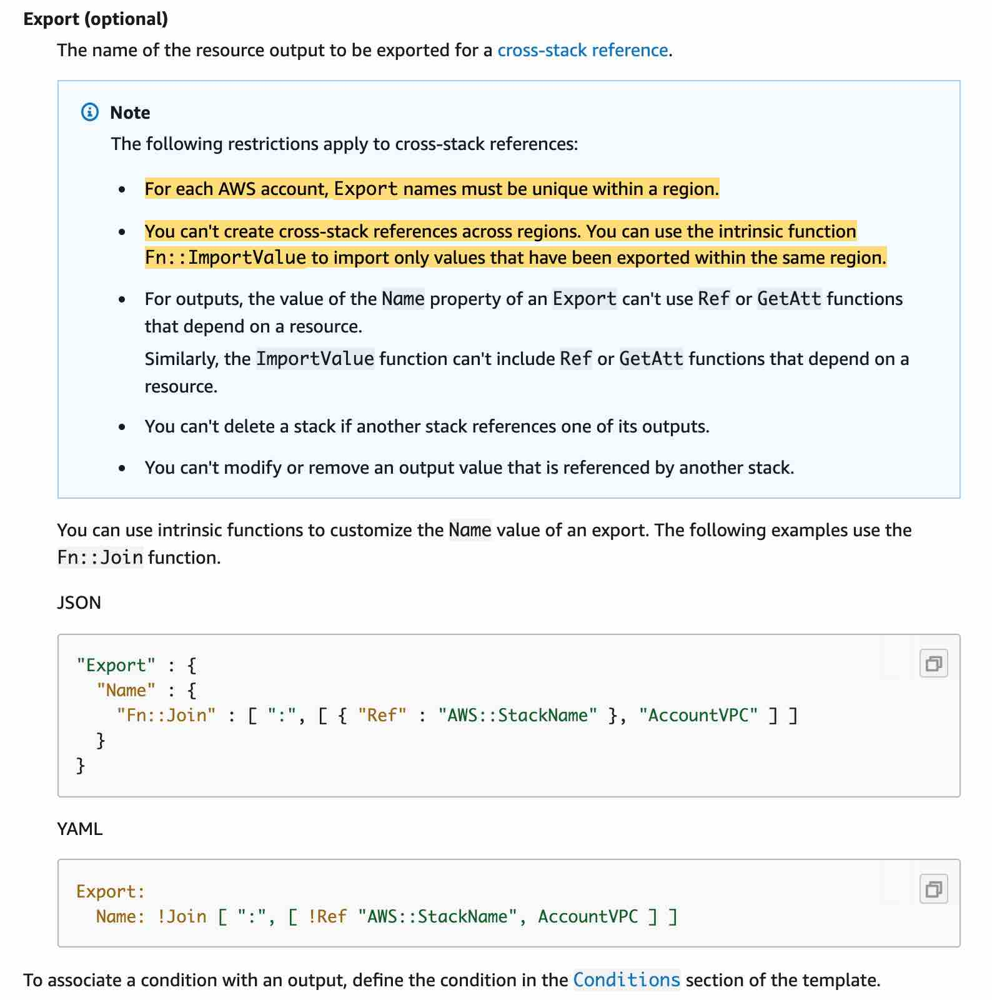 Export (optional)
The name of the resource output to be exported for a cross-stack reference.
Note
The following restrictions apply to cross-stack references:
• For each AWS account, Export names must be unique within a region.
• You can't create cross-stack references across regions. You can use the intrinsic function
Fn::ImportValue to import only values that have been exported within the same region.
• For outputs, the value of the Name property of an Export can't use Ref or GetAtt functions
that depend on a resource.
Similarly, the ImportValue function can't include Ref or GetAtt functions that depend on a
resource.
• You can't delete a stack if another stack references one of its outputs.
• You can't modify or remove an output value that is referenced by another stack.
You can use intrinsic functions to customize the Name value of an export. The following examples use the
Fn::Join function.
JSON
"Export" : {
  "Name" : {
    "Fn::Join" : [ ":", [ { "Ref" : "AWS::StackName" }, "AccountVPC" ] ]
  }
}
YAML
Export:
  Name: !Join [ ":", [ !Ref "AWS::StackName", AccountVPC ] ]
To associate a condition with an output, define the condition in the Conditions section of the template.